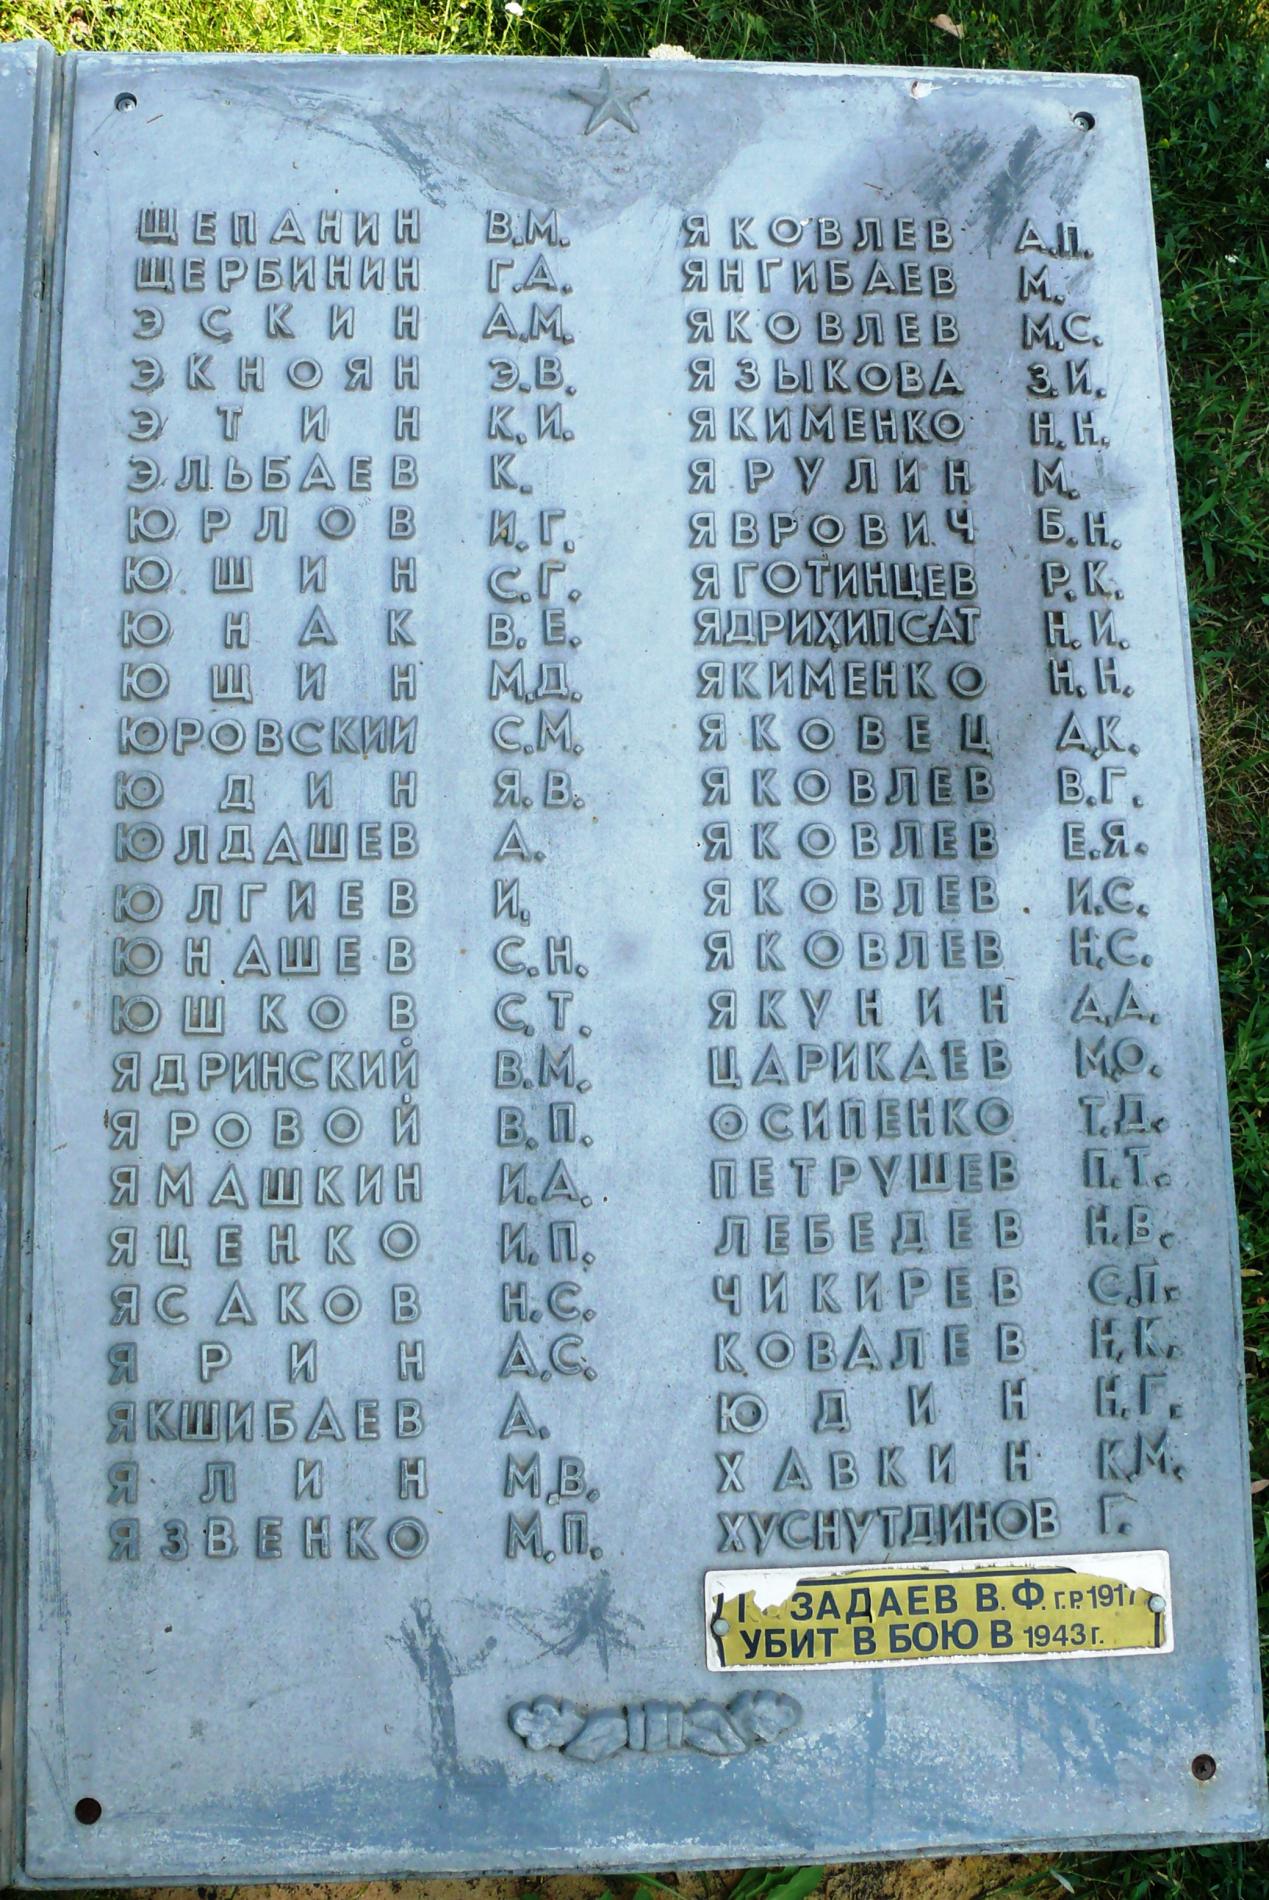 ЩЕПАНИН В.М.
ЩЕРБИНИН Г.А.
ЭСКИН А.М.
ЭКНОЯН Э.В.
ЭТИН К.И.
ЭЛЬБАЕВ К.
ЮРЛОВ И.Г.
ЮШИН С.Г.
ЮНАК В.Е.
ЮЩИН М.Д.
ЮРОВСКИИ С.М.
ЮДИН Я.В.
ЮЛДАШЕВ А.
ЮЛГИЕВ И.
ЮНАШЕВ С.Н.
ЮШКОВ С.Т.
ЯДРИНСКИЙ В.М.
ЯРОВОЙ В.П.
ЯМАШКИН И.А.
ЯЦЕНКО И.П.
ЯСАКОВ Н.С.
ЯРИН А.С.
ЯКШИБАЕВ А.
ЯЛИН М.В.
ЯЗВЕНКО М.П.
ЯКОВЛЕВ А.П.
ЯНГИБАЕВ М.
ЯКОВЛЕВ М.С.
ЯЗЫКОВА З.И.
ЯКИМЕНКО Н.Н.
ЯРУЛИН М.
ЯВРОВИЧ Б.Н.
ЯГОТИНЦЕВ Р.К.
ЯДРИХИПСАТ Н.И.
ЯКИМЕНКО Н.Н.
ЯКОВЕЦ А.К.
ЯКОВЛЕВ В.Г.
ЯКОВЛЕВ Е.Я.
ЯКОВЛЕВ И.С.
ЯКОВЛЕВ Н.С.
ЯКУНИН А.А.
ЦАРИКАЕВ М.О.
ОСИПЕНКО Т.Д.
ПЕТРУШЕВ П.Т.
ЛЕБЕДЕВ Н.В.
ЧИКИРЕВ С.П.
КОВАЛЕВ Н.К.
ЮДИН Н.Г.
ХАВКИН К.М.
ХУСНУТДИНОВ Г.
В.Ф. Г.Р. 1917
УБИТ В БОЮ В 1943 г.